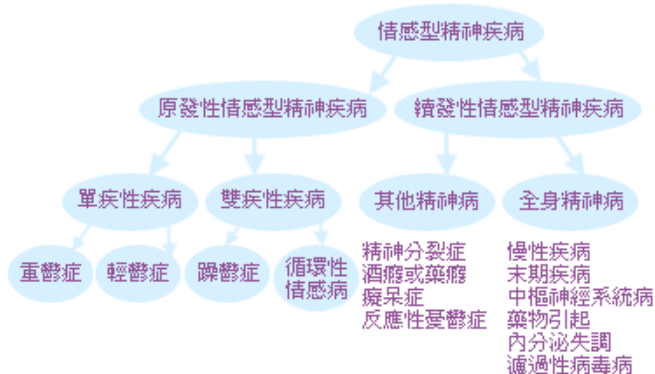 情感型精神疾病
原發性情感型精神疾病
續發性情感型精神疾病
單疾性疾病
雙疾性疾病
其他精神病
全身精神病
重鬱症
輕鬱症
躁鬱症
循環性
情感病
精神分裂症
酒癮或藥癮
癡呆症
反應性憂鬱症
慢性疾病
末期疾病
中樞神經系統病
藥物引起
內分泌失調
濾過性病毒病